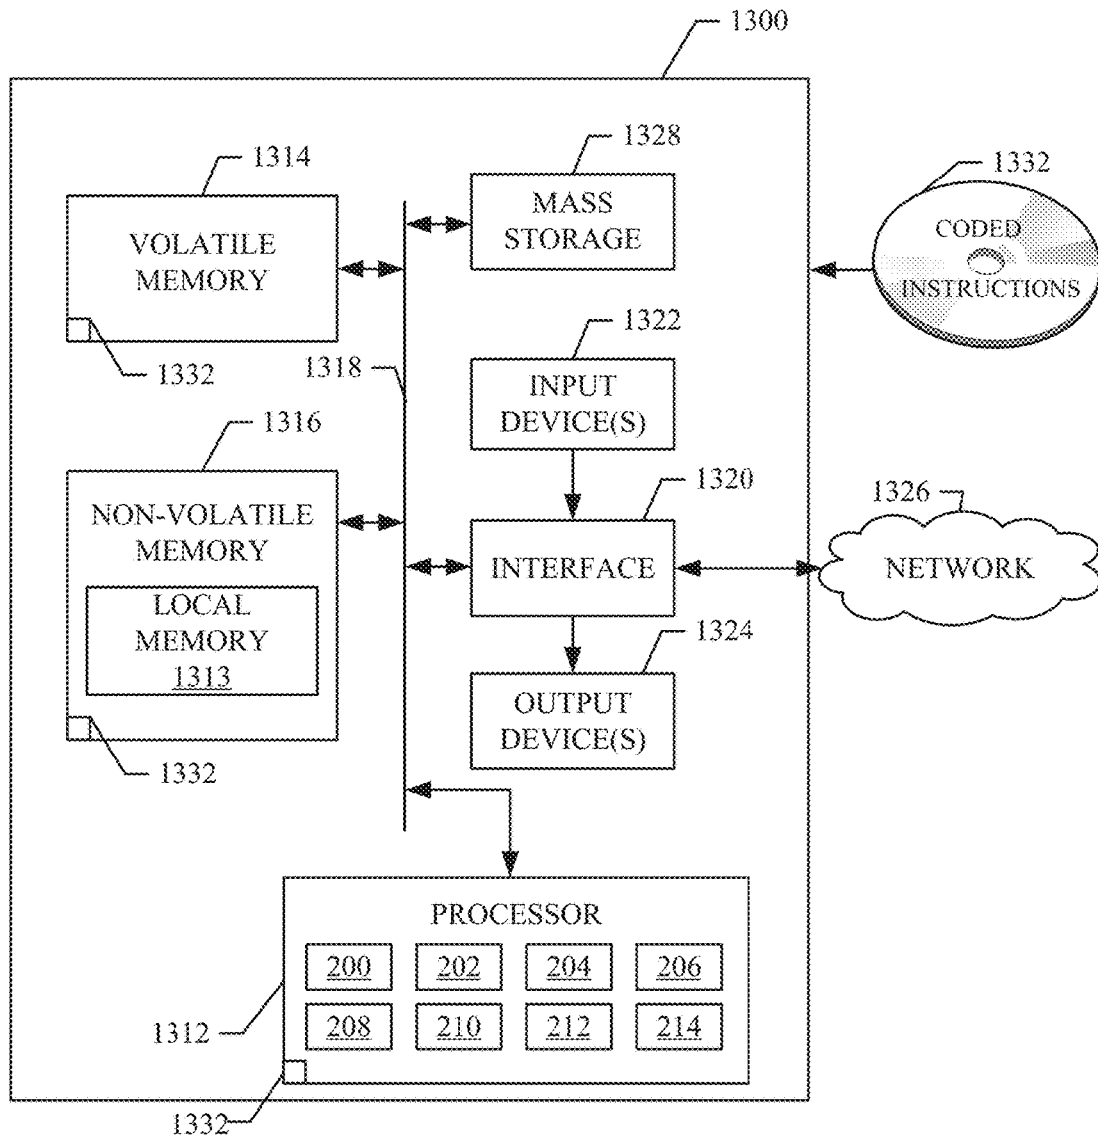 1300
1314
VOLATILE
MEMORY
1332
1328
MASS
STORAGE
1332
CODED
INSTRUCTIONS
1318
1322
INPUT
DEVICE(S)
1316
NON-VOLATILE
MEMORY
LOCAL
MEMORY
1313
1332
1320
INTERFACE
1326
NETWORK
1324
OUTPUT
DEVICE(S)
PROCESSOR
200 202 204 206
208 210 212 214
1312
1332